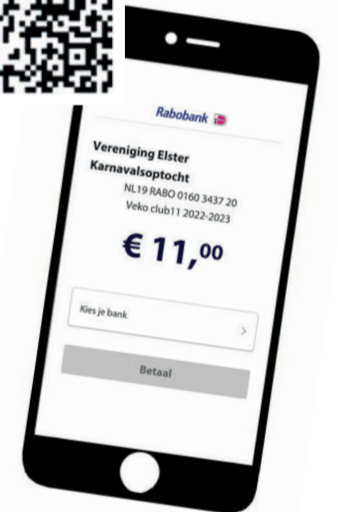 Rabobank
Vereniging Elster
Karnavalsoptocht
NL19 RABO 0160 3437 20
Veko club11 2022-2023
€ 11,00
Kies je bank
Betaal